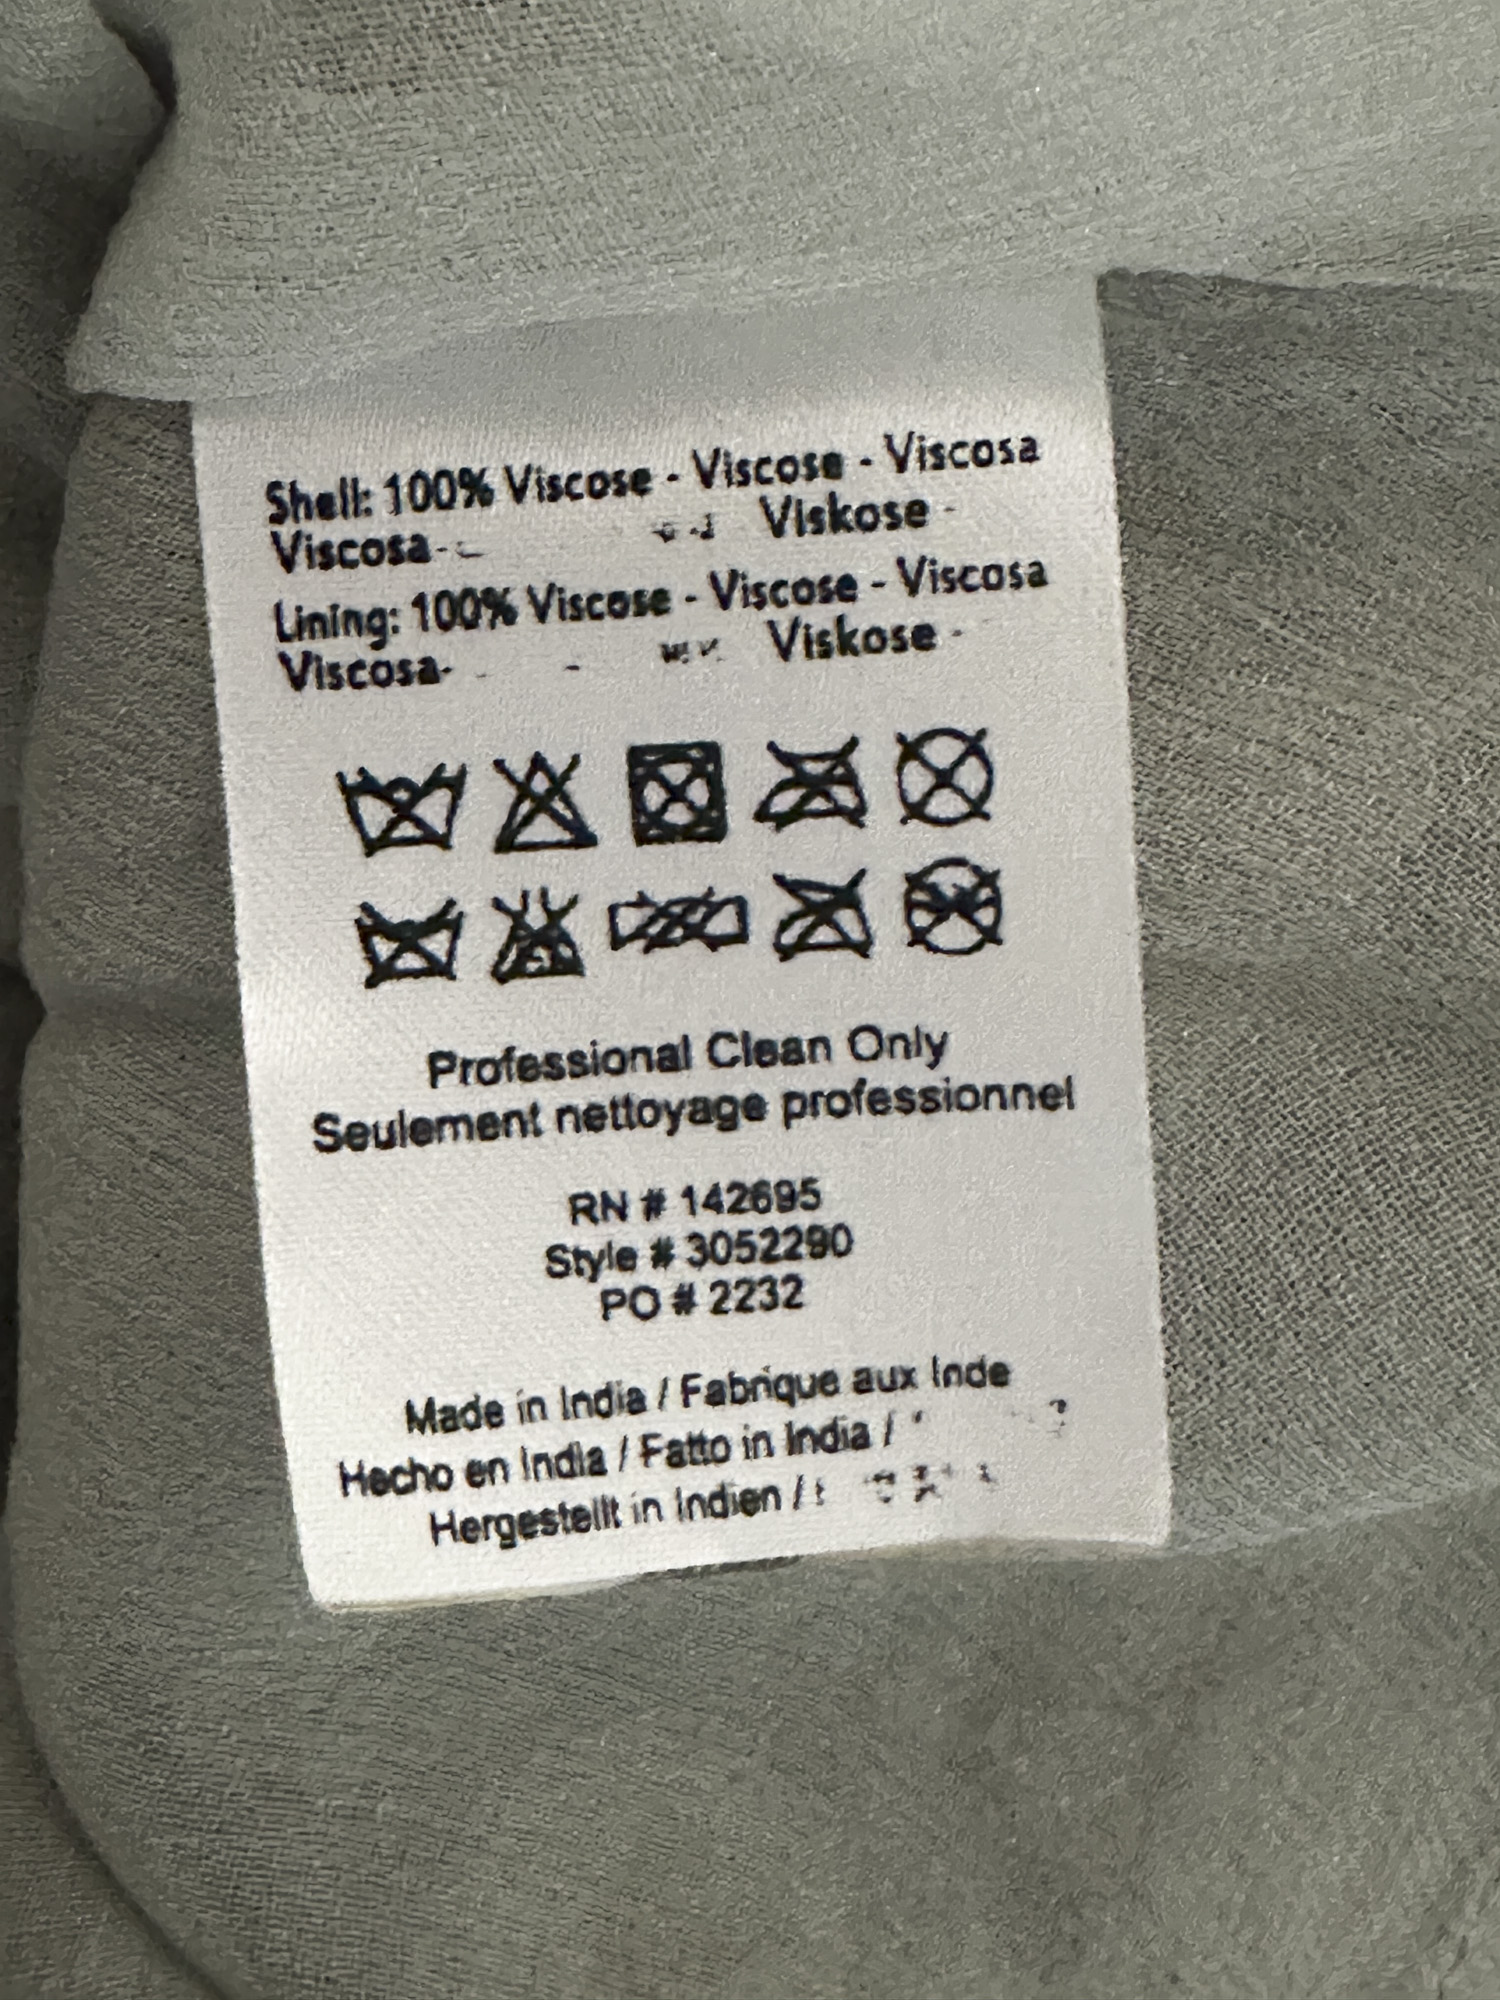 Shell: 100% Viscose - Viscose - Viscosa
Viscosa- Viskose -
Lining: 100% Viscose - Viscose - Viscosa
Viscosa- - Viskose -
Professional Clean Only
Seulement nettoyage professionnel
RN # 142695
Style # 3052290
PO # 2232
Made in India / Fabrique aux Inde
Hecho en India / Fatto in India /
Hergestellt in Indien /